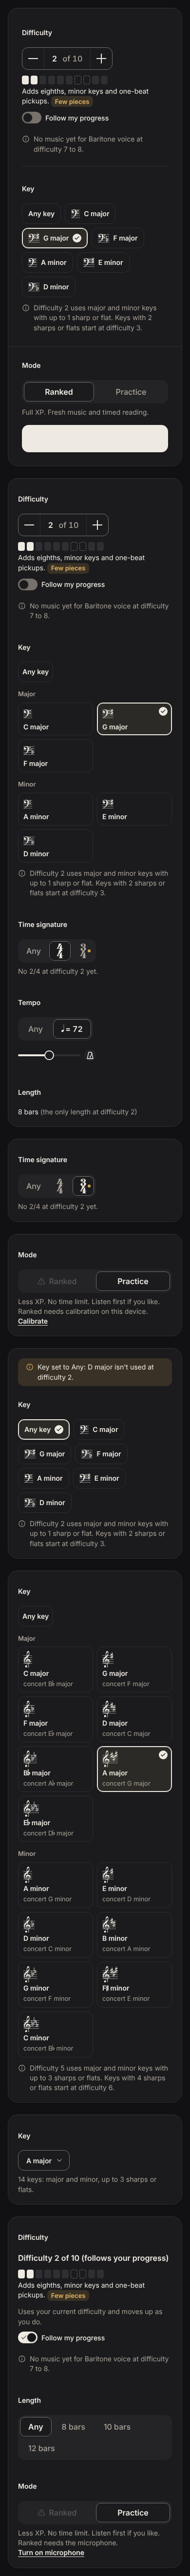 Difficulty
2 of 10
Adds eighths, minor keys and one-beat
pickups. Few pieces
Follow my progress
No music yet for Baritone voice at
difficulty 7 to 8.
Key
Any key
C major
G major
F major
A minor
E minor
D minor
Difficulty 2 uses major and minor keys
with up to 1 sharp or flat. Keys with 2
sharps or flats start at difficulty 3.
Mode
Ranked
Practice
Full XP. Fresh music and timed reading.
Difficulty
2 of 10
Adds eighths, minor keys and one-beat
pickups. Few pieces
Follow my progress
No music yet for Baritone voice at difficulty
7 to 8.
Key
Any key
Major
C major
G major
F major
Minor
A minor
E minor
D minor
Difficulty 2 uses major and minor keys with
up to 1 sharp or flat. Keys with 2 sharps or
flats start at difficulty 3.
Time signature
Any
4/4
3/4
No 2/4 at difficulty 2 yet.
Tempo
Any
♩= 72
Length
8 bars (the only length at difficulty 2)
Time signature
Any
4/4
3/4
No 2/4 at difficulty 2 yet.
Mode
Ranked
Practice
Less XP. No time limit. Listen first if you like.
Ranked needs calibration on this device.
Calibrate
Key set to Any: D major isn't used at
difficulty 2.
Key
Any key
C major
G major
F major
A minor
E minor
D minor
Difficulty 2 uses major and minor keys with
up to 1 sharp or flat. Keys with 2 sharps or
flats start at difficulty 3.
Key
Any key
Major
C major
concert B♭ major
G major
concert F major
F major
concert E♭ major
D major
concert C major
B♭ major
concert A♭ major
A major
concert G major
E♭ major
concert D♭ major
Minor
A minor
concert G minor
E minor
concert D minor
D minor
concert C minor
B minor
concert A minor
G minor
concert F minor
F♯ minor
concert E minor
C minor
concert B♭ minor
Difficulty 5 uses major and minor keys with
up to 3 sharps or flats. Keys with 4 sharps
or flats start at difficulty 6.
Key
A major
14 keys: major and minor, up to 3 sharps or
flats.
Difficulty
Difficulty 2 of 10 (follows your progress)
Adds eighths, minor keys and one-beat
pickups. Few pieces
Uses your current difficulty and moves up as
you do.
Follow my progress
No music yet for Baritone voice at difficulty
7 to 8.
Length
Any
8 bars
10 bars
12 bars
Mode
Ranked
Practice
Less XP. No time limit. Listen first if you like.
Ranked needs the microphone.
Turn on microphone